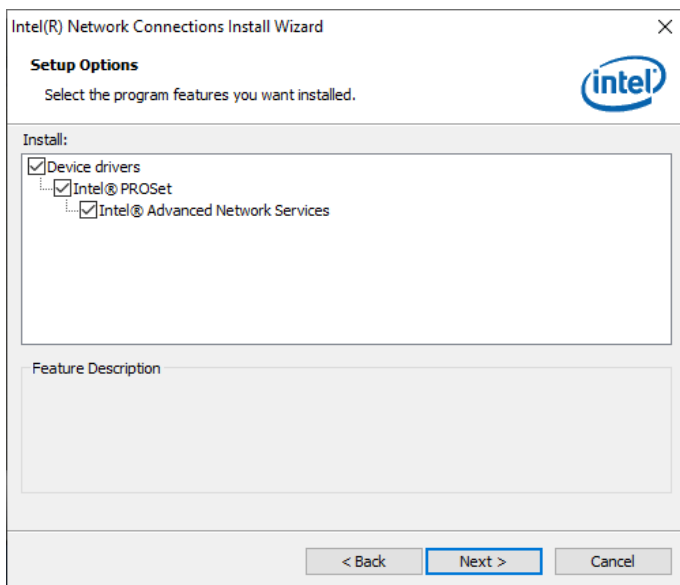 Intel(R) Network Connections Install Wizard
Setup Options
Select the program features you want installed.
intel
Install:
Device drivers
Intel® PROSet
Intel® Advanced Network Services
Feature Description
< Back
Next >
Cancel